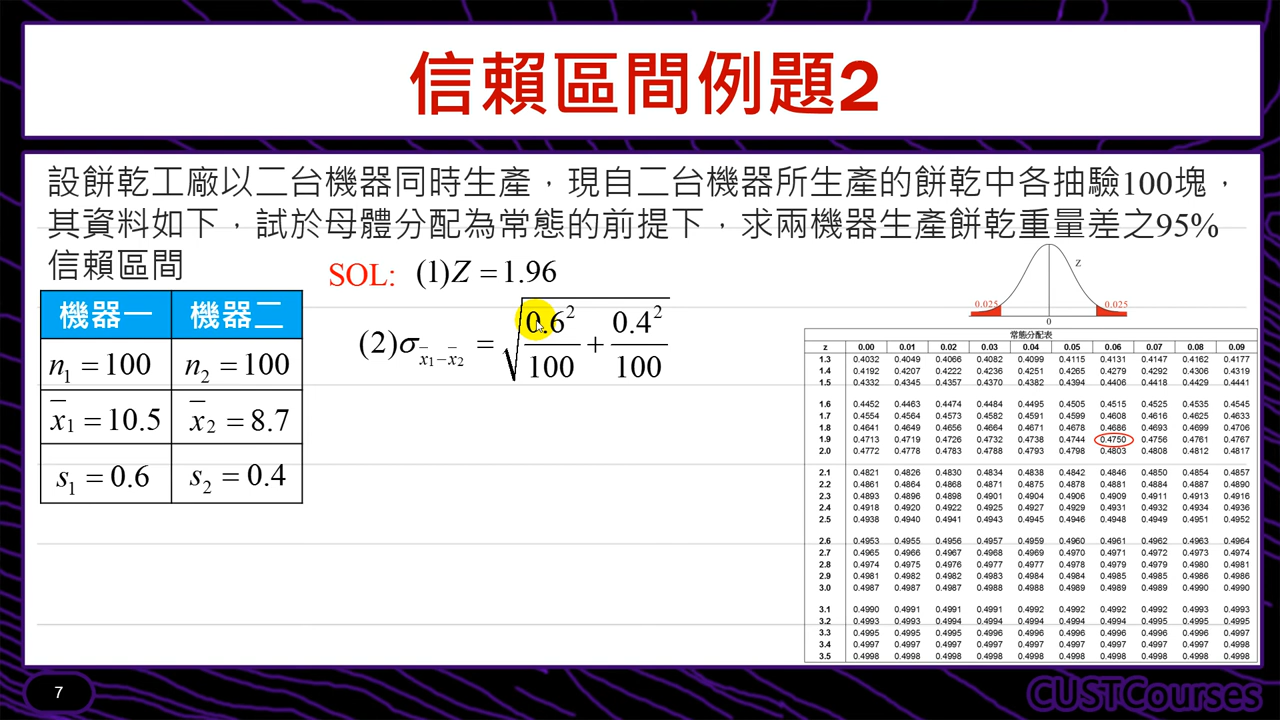 信賴區間例題2
設餅乾工廠以二台機器同時生產，現自二台機器所生產的餅乾中各抽驗100塊，
其資料如下，試於母體分配為常態的前提下，求兩機器生產餅乾重量差之95%
信賴區間
SOL: (1)Z = 1.96
(2)σx̄₁−x̄₂ = √(0.6²/100 + 0.4²/100)
機器一 機器二
n₁ = 100 n₂ = 100
x̄₁ = 10.5 x̄₂ = 8.7
s₁ = 0.6 s₂ = 0.4
Z
0.025 0.025
0
常態分配表
z 0.00 0.01 0.02 0.03 0.04 0.05 0.06 0.07 0.08 0.09
1.3 0.4032 0.4049 0.4066 0.4082 0.4099 0.4115 0.4131 0.4147 0.4162 0.4177
1.4 0.4192 0.4207 0.4222 0.4236 0.4251 0.4265 0.4279 0.4292 0.4306 0.4319
1.5 0.4332 0.4345 0.4357 0.4370 0.4382 0.4394 0.4406 0.4418 0.4429 0.4441
1.6 0.4452 0.4463 0.4474 0.4484 0.4495 0.4505 0.4515 0.4525 0.4535 0.4545
1.7 0.4554 0.4564 0.4573 0.4582 0.4591 0.4599 0.4608 0.4616 0.4625 0.4633
1.8 0.4641 0.4649 0.4656 0.4664 0.4671 0.4678 0.4686 0.4693 0.4699 0.4706
1.9 0.4713 0.4719 0.4726 0.4732 0.4738 0.4744 0.4750 0.4756 0.4761 0.4767
2.0 0.4772 0.4778 0.4783 0.4788 0.4793 0.4798 0.4803 0.4808 0.4812 0.4817
2.1 0.4821 0.4826 0.4830 0.4834 0.4838 0.4842 0.4846 0.4850 0.4854 0.4857
2.2 0.4861 0.4864 0.4868 0.4871 0.4875 0.4878 0.4881 0.4884 0.4887 0.4890
2.3 0.4893 0.4896 0.4898 0.4901 0.4904 0.4906 0.4909 0.4911 0.4913 0.4916
2.4 0.4918 0.4920 0.4922 0.4925 0.4927 0.4929 0.4931 0.4932 0.4934 0.4936
2.5 0.4938 0.4940 0.4941 0.4943 0.4945 0.4946 0.4948 0.4949 0.4951 0.4952
2.6 0.4953 0.4955 0.4956 0.4957 0.4959 0.4960 0.4961 0.4962 0.4963 0.4964
2.7 0.4965 0.4966 0.4967 0.4968 0.4969 0.4970 0.4971 0.4972 0.4973 0.4974
2.8 0.4974 0.4975 0.4976 0.4977 0.4977 0.4978 0.4979 0.4979 0.4980 0.4981
2.9 0.4981 0.4982 0.4982 0.4983 0.4984 0.4984 0.4985 0.4985 0.4986 0.4986
3.0 0.4987 0.4987 0.4987 0.4988 0.4988 0.4989 0.4989 0.4989 0.4990 0.4990
3.1 0.4990 0.4991 0.4991 0.4991 0.4992 0.4992 0.4992 0.4992 0.4993 0.4993
3.2 0.4993 0.4993 0.4994 0.4994 0.4994 0.4994 0.4994 0.4995 0.4995 0.4995
3.3 0.4995 0.4995 0.4995 0.4996 0.4996 0.4996 0.4996 0.4996 0.4996 0.4997
3.4 0.4997 0.4997 0.4997 0.4997 0.4997 0.4997 0.4997 0.4997 0.4997 0.4998
3.5 0.4998 0.4998 0.4998 0.4998 0.4998 0.4998 0.4998 0.4998 0.4998 0.4998
7
CUSTCourses